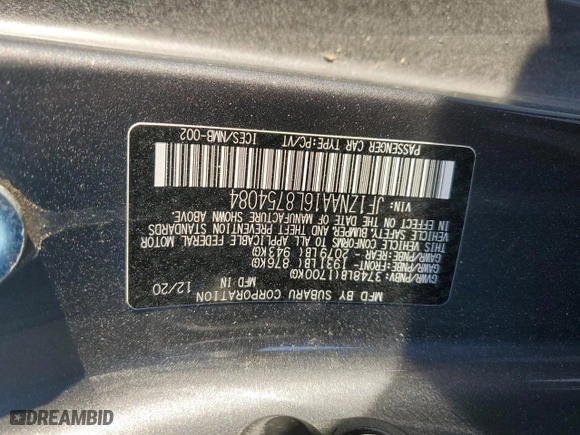 MFD BY SUBARU CORPORATION
MFD IN 12/20
GVWR/PNBV: 3748LB(1700KG)
GAWR/PNBE:FRONT- 1931LB( 876KG)
GAWR/PNBE:REAR - 2079LB( 943KG)
THIS VEHICLE CONFORMS TO ALL APPLICABLE FEDERAL MOTOR
VEHICLE SAFETY, BUMPER, AND THEFT PREVENTION STANDARDS
IN EFFECT ON THE DATE OF MANUFACTURE SHOWN ABOVE.
VIN: JF1ZNAA16L8754084
PASSENGER CAR TYPE:PC/VT ICES/NMB-002
DREAMBID